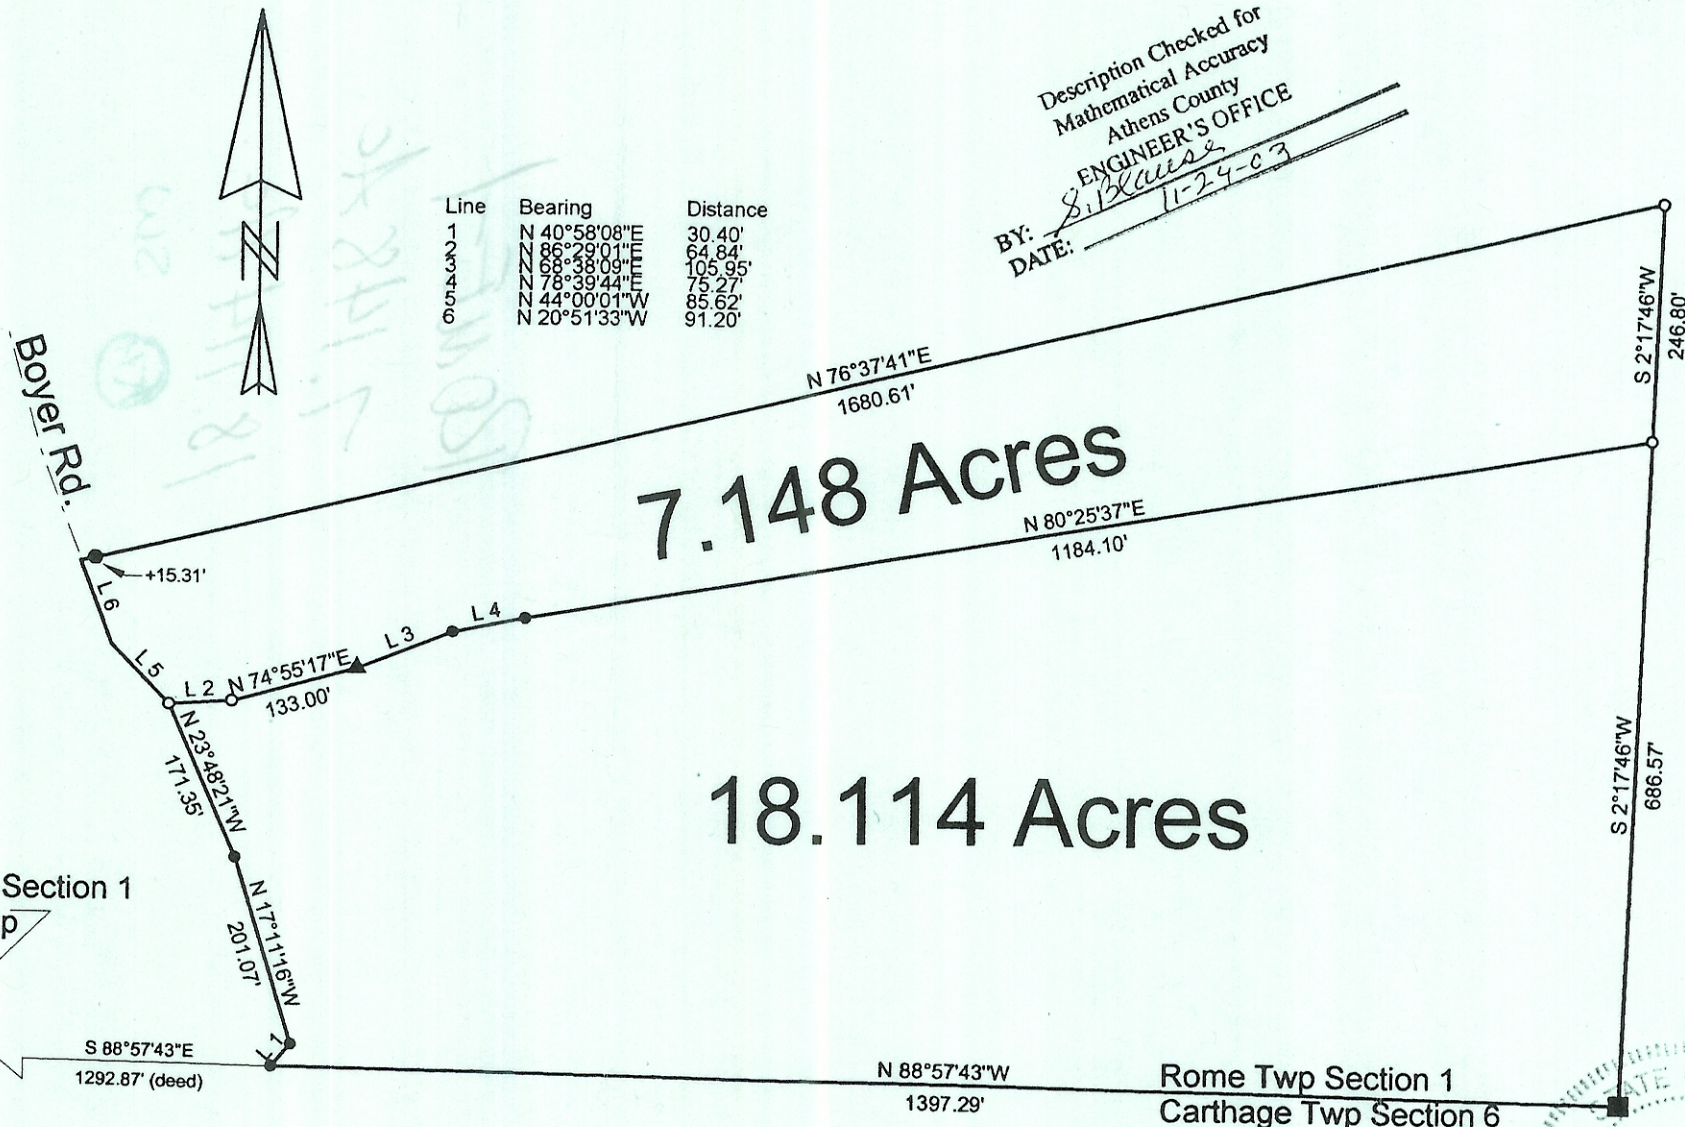 Description Checked for
Mathematical Accuracy
Athens County
ENGINEER'S OFFICE
BY:
DATE: 11-24-03
N
Line Bearing Distance
1 N 40°58'08"E 30.40'
2 N 86°29'01"E 64.84'
3 N 68°38'09"E 105.95'
4 N 78°39'44"E 75.27'
5 N 44°00'01"W 85.62'
6 N 20°51'33"W 91.20'
Boyer Rd.
N 76°37'41"E
1680.61'
S 2°17'46"W
246.80'
7.148 Acres
N 80°25'37"E
1184.10'
+15.31'
L 6
L 5
L 2
N 74°55'17"E
133.00'
L 3
L 4
N 23°48'21"W
171.35'
18.114 Acres
S 2°17'46"W
686.57'
Section 1
p
N 17°11'16"W
201.07'
L 1
S 88°57'43"E
1292.87' (deed)
N 88°57'43"W
1397.29'
Rome Twp Section 1
Carthage Twp Section 6
STATE